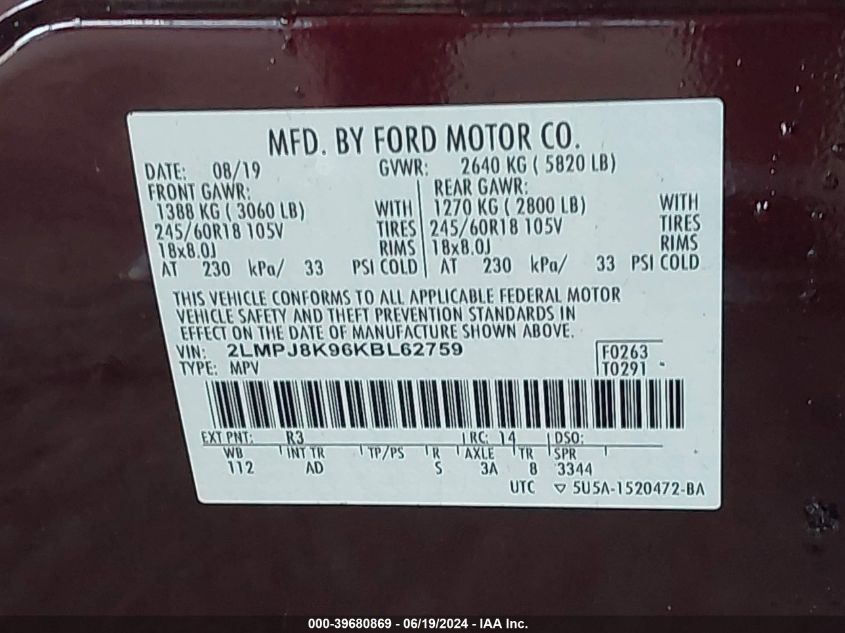 MFD. BY FORD MOTOR CO.
DATE: 08/19 GVWR: 2640 KG ( 5820 LB)
FRONT GAWR: REAR GAWR:
1388 KG ( 3060 LB) WITH 1270 KG ( 2800 LB) WITH
245/60R18 105V TIRES 245/60R18 105V TIRES
18x8.0J RIMS 18x8.0J RIMS
AT 230 kPa/ 33 PSI COLD AT 230 kPa/ 33 PSI COLD
THIS VEHICLE CONFORMS TO ALL APPLICABLE FEDERAL MOTOR
VEHICLE SAFETY AND THEFT PREVENTION STANDARDS IN
EFFECT ON THE DATE OF MANUFACTURE SHOWN ABOVE.
VIN: 2LMPJ8K96KBL62759 F0263
TYPE: MPV T0291
EXT PNT: R3 RC: 14 DSO:
WB INT TR TP/PS R AXLE TR SPR
112 AD S 3A 8 3344
UTC ▽ 5U5A-1520472-BA
000-39680869 - 06/19/2024 - IAA Inc.